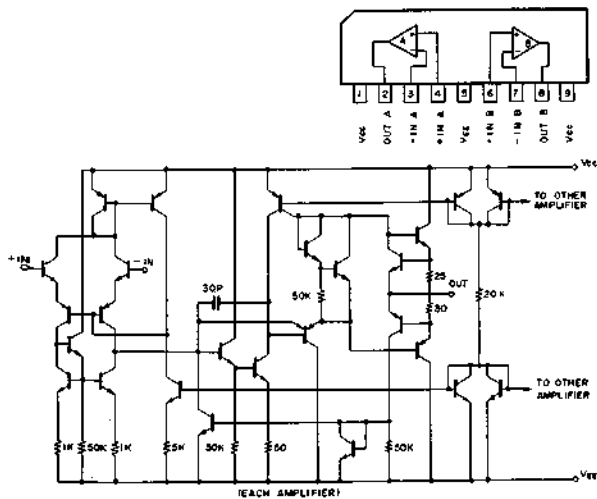 A
B
1 2 3 4 5 6 7 8 9
Vcc
OUT A
-IN A
+IN A
VEE
+IN B
-IN B
OUT B
Vcc
Vcc
TO OTHER
AMPLIFIER
+IN
-IN
30P
50K
25
OUT
30
20K
TO OTHER
AMPLIFIER
1K
50K
1K
5K
50K
50
50K
VEE
(EACH AMPLIFIER)